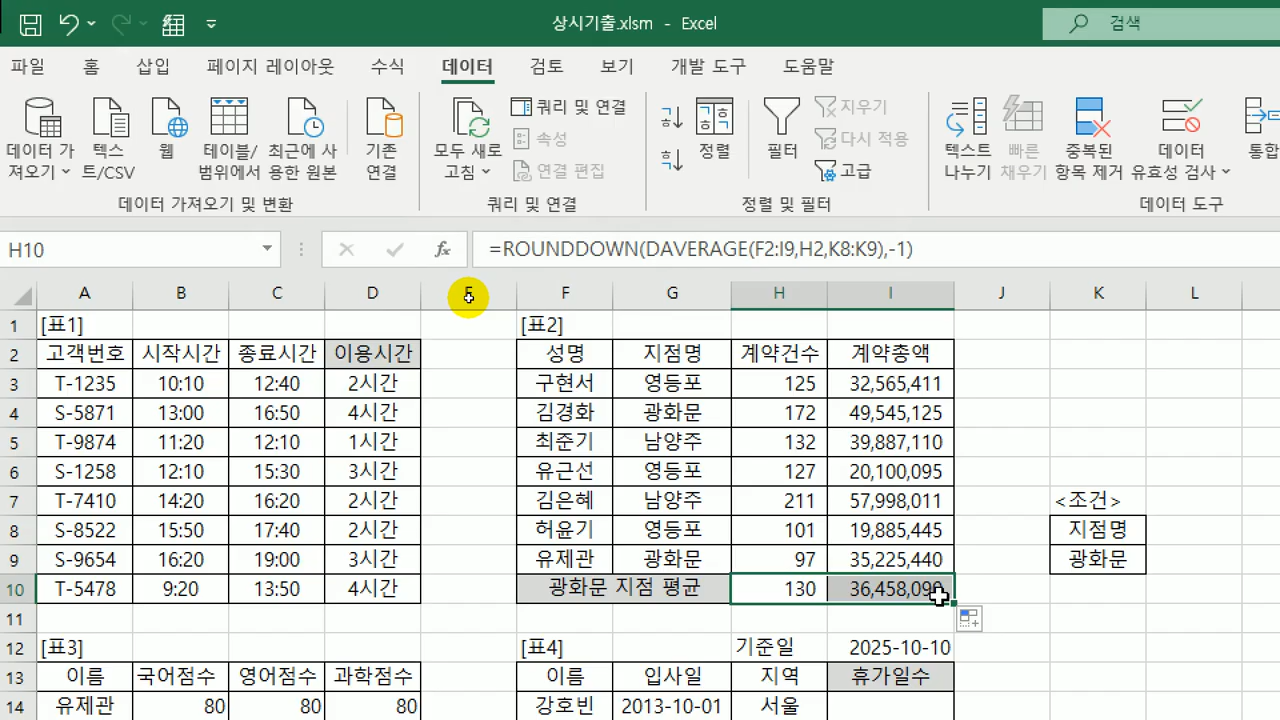 상시기출.xlsm - Excel
검색
파일 홈 삽입 페이지 레이아웃 수식 데이터 검토 보기 개발 도구 도움말
데이터 가져오기
텍스트/CSV
웹
테이블/범위에서
최근에 사용한 원본
기존 연결
모두 새로 고침
쿼리 및 연결
속성
연결 편집
정렬
필터
지우기
다시 적용
고급
텍스트 나누기
빠른 채우기
중복된 항목 제거
데이터 유효성 검사
통합
데이터 가져오기 및 변환 쿼리 및 연결 정렬 및 필터 데이터 도구
H10 fx =ROUNDDOWN(DAVERAGE(F2:I9,H2,K8:K9),-1)
A B C D F G H I J K L
1 [표1] [표2]
2 고객번호 시작시간 종료시간 이용시간 성명 지점명 계약건수 계약총액
3 T-1235 10:10 12:40 2시간 구현서 영등포 125 32,565,411
4 S-5871 13:00 16:50 4시간 김경화 광화문 172 49,545,125
5 T-9874 11:20 12:10 1시간 최준기 남양주 132 39,887,110
6 S-1258 12:10 15:30 3시간 유근선 영등포 127 20,100,095
7 T-7410 14:20 16:20 2시간 김은혜 남양주 211 57,998,011 <조건>
8 S-8522 15:50 17:40 2시간 허윤기 영등포 101 19,885,445 지점명
9 S-9654 16:20 19:00 3시간 유제관 광화문 97 35,225,440 광화문
10 T-5478 9:20 13:50 4시간 광화문 지점 평균 130
11
12 [표3] [표4] 기준일 2025-10-10
13 이름 국어점수 영어점수 과학점수 이름 입사일 지역 휴가일수
14 유제관 80 80 80 강호빈 2013-10-01 서울